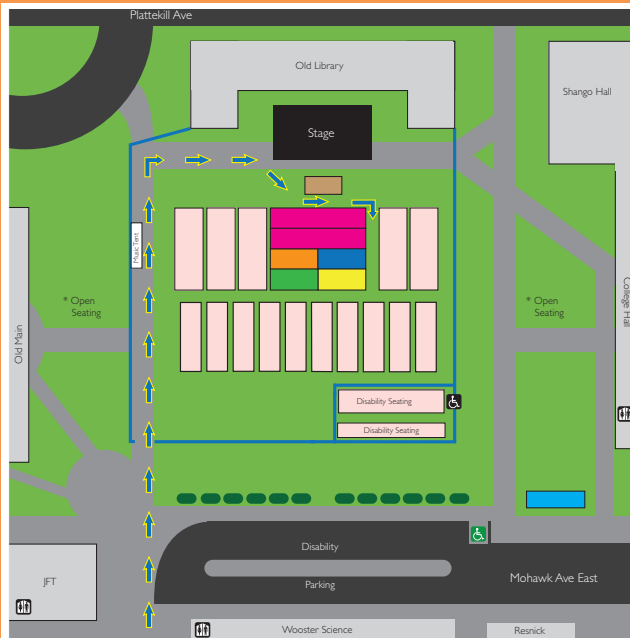 Plattekill Ave
Old Library
Shango Hall
Stage
Music Tent
* Open
Seating
* Open
Seating
College Hall
Old Main
Disability Seating
Disability Seating
Disability
Parking
JFT
Mohawk Ave East
Wooster Science
Resnick